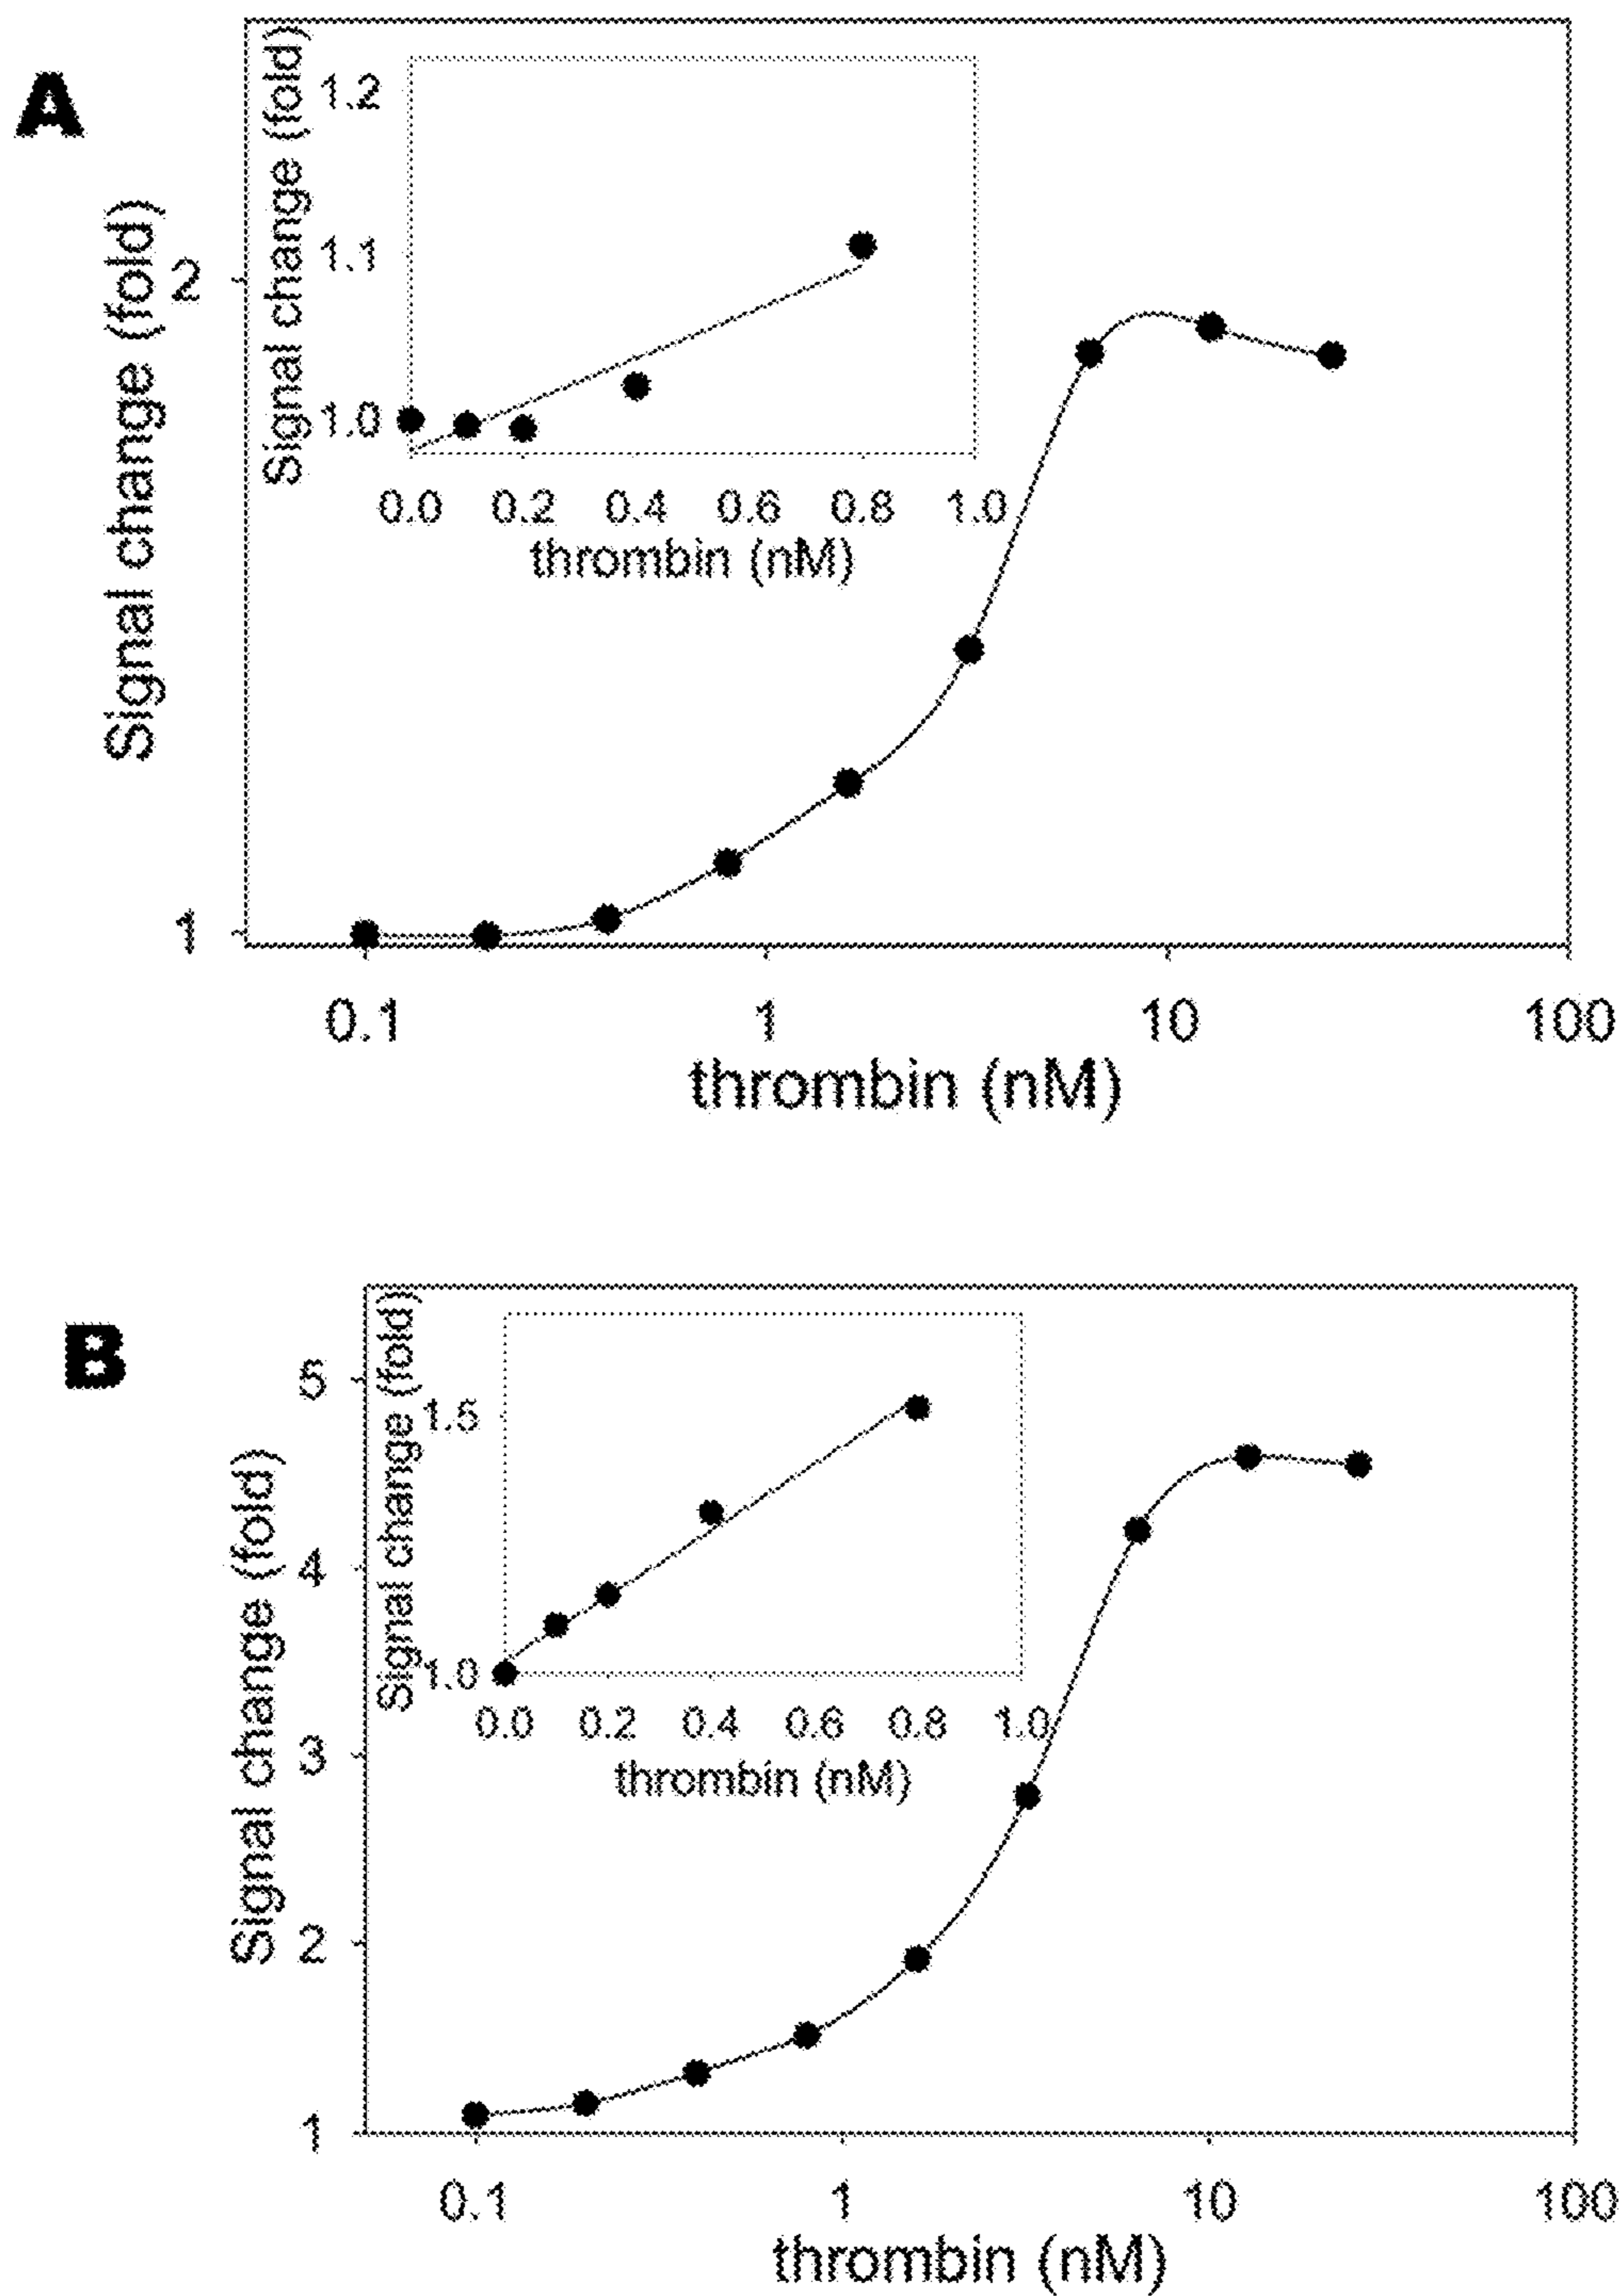 A
Signal change (fold)
2
1
0.1 1 10 100
thrombin (nM)
Signal change (fold)
1.2
1.1
1.0
0.0 0.2 0.4 0.6 0.8 1.0
thrombin (nM)
B
Signal change (fold)
5
4
3
2
1
0.1 1 10 100
thrombin (nM)
Signal change (fold)
1.5
1.0
0.0 0.2 0.4 0.6 0.8 1.0
thrombin (nM)